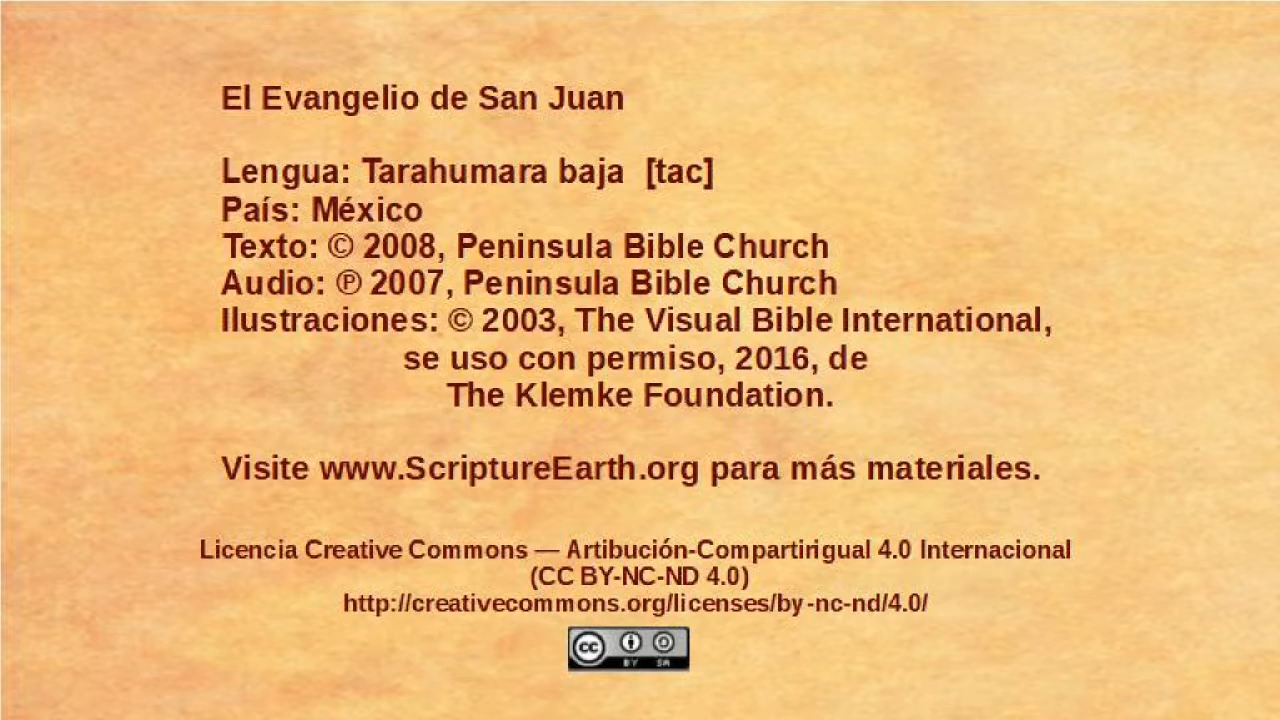 El Evangelio de San Juan
Lengua: Tarahumara baja [tac]
País: México
Texto: © 2008, Peninsula Bible Church
Audio: ℗ 2007, Peninsula Bible Church
Ilustraciones: © 2003, The Visual Bible International,
se uso con permiso, 2016, de
The Klemke Foundation.
Visite www.ScriptureEarth.org para más materiales.
Licencia Creative Commons — Artibución-Compartirigual 4.0 Internacional
(CC BY-NC-ND 4.0)
http://creativecommons.org/licenses/by-nc-nd/4.0/
cc BY SA